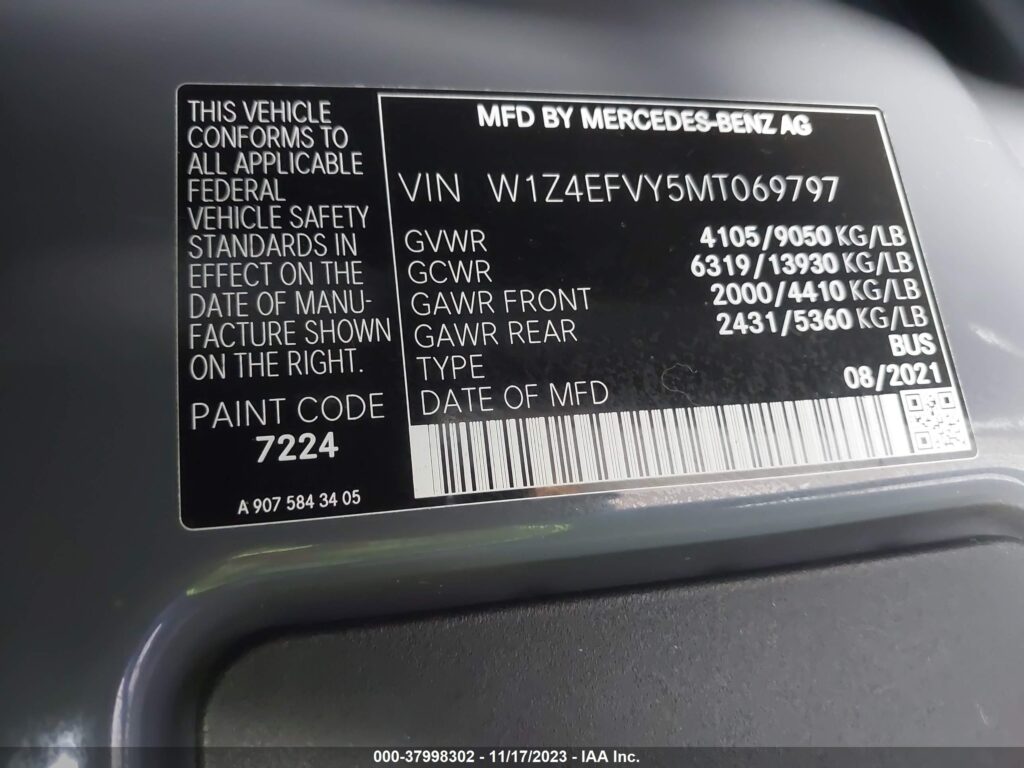 THIS VEHICLE
CONFORMS TO
ALL APPLICABLE
FEDERAL
VEHICLE SAFETY
STANDARDS IN
EFFECT ON THE
DATE OF MANU-
FACTURE SHOWN
ON THE RIGHT.
PAINT CODE
7224
A 907 584 34 05
MFD BY MERCEDES-BENZ AG
VIN W1Z4EFVY5MT069797
GVWR 4105/9050 KG/LB
GCWR 6319/13930 KG/LB
GAWR FRONT 2000/4410 KG/LB
GAWR REAR 2431/5360 KG/LB
TYPE BUS
DATE OF MFD 08/2021
000-37998302 - 11/17/2023 - IAA Inc.